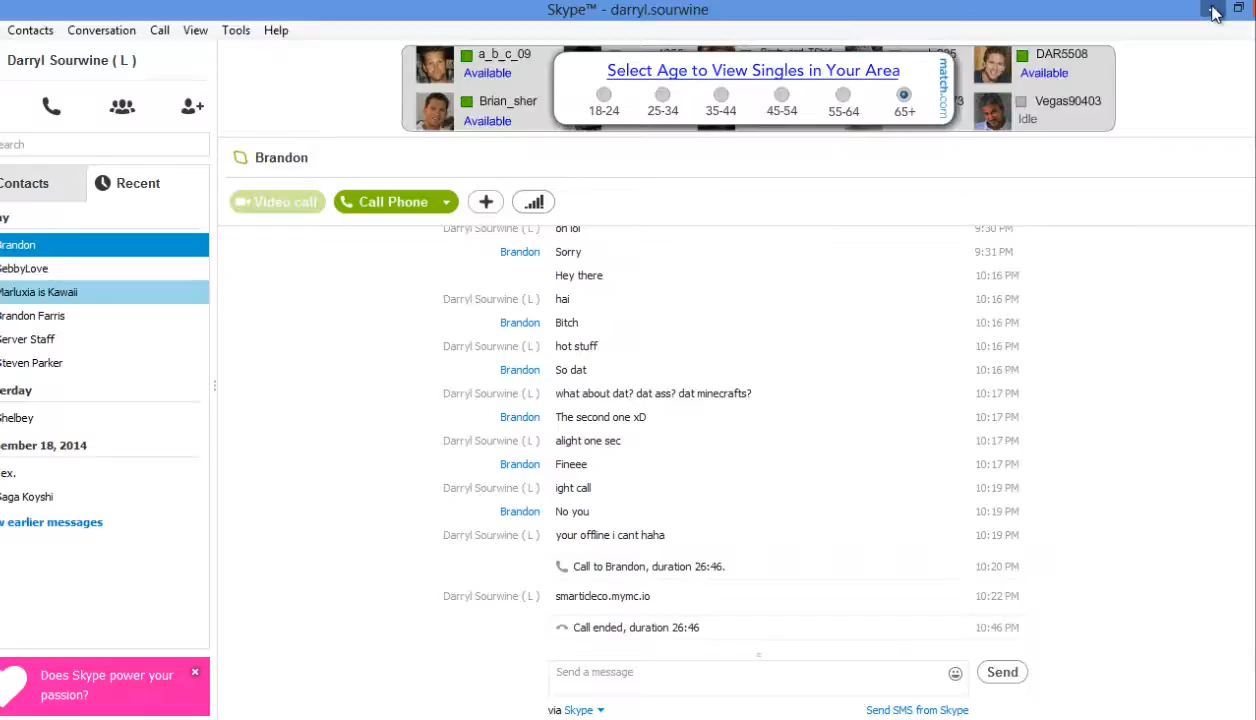 Skype™ - darryl.sourwine
Contacts Conversation Call View Tools Help
Darryl Sourwine ( L )
earch
Contacts Recent
ay
Brandon
SebbyLove
Marluxia is Kawaii
Brandon Farris
Server Staff
Steven Parker
erday
Shelbey
ember 18, 2014
ex.
Saga Koyshi
w earlier messages
Does Skype power your
passion?
a_b_c_09
Available
Brian_sher
Available
Select Age to View Singles in Your Area
18-24 25-34 35-44 45-54 55-64 65+
match.com
DAR5508
Available
Vegas90403
Idle
Brandon
Video call Call Phone
Darryl Sourwine ( L ) oh lol 9:30 PM
Brandon Sorry 9:31 PM
Hey there 10:16 PM
Darryl Sourwine ( L ) hai 10:16 PM
Brandon Bitch 10:16 PM
Darryl Sourwine ( L ) hot stuff 10:16 PM
Brandon So dat 10:16 PM
Darryl Sourwine ( L ) what about dat? dat ass? dat minecrafts? 10:17 PM
Brandon The second one xD 10:17 PM
Darryl Sourwine ( L ) alight one sec 10:17 PM
Brandon Fineee 10:17 PM
Darryl Sourwine ( L ) ight call 10:19 PM
Brandon No you 10:19 PM
Darryl Sourwine ( L ) your offline i cant haha 10:19 PM
Call to Brandon, duration 26:46. 10:20 PM
Darryl Sourwine ( L ) smartideco.mymc.io 10:22 PM
Call ended, duration 26:46 10:46 PM
Send a message Send
via Skype Send SMS from Skype